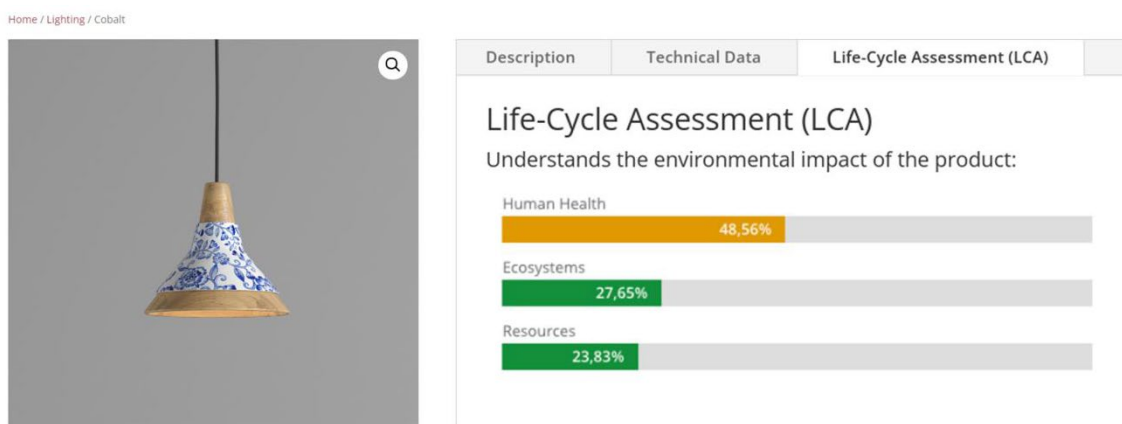 Home / Lighting / Cobalt
Description
Technical Data
Life-Cycle Assessment (LCA)
Life-Cycle Assessment (LCA)
Understands the environmental impact of the product:
Human Health
48,56%
Ecosystems
27,65%
Resources
23,83%